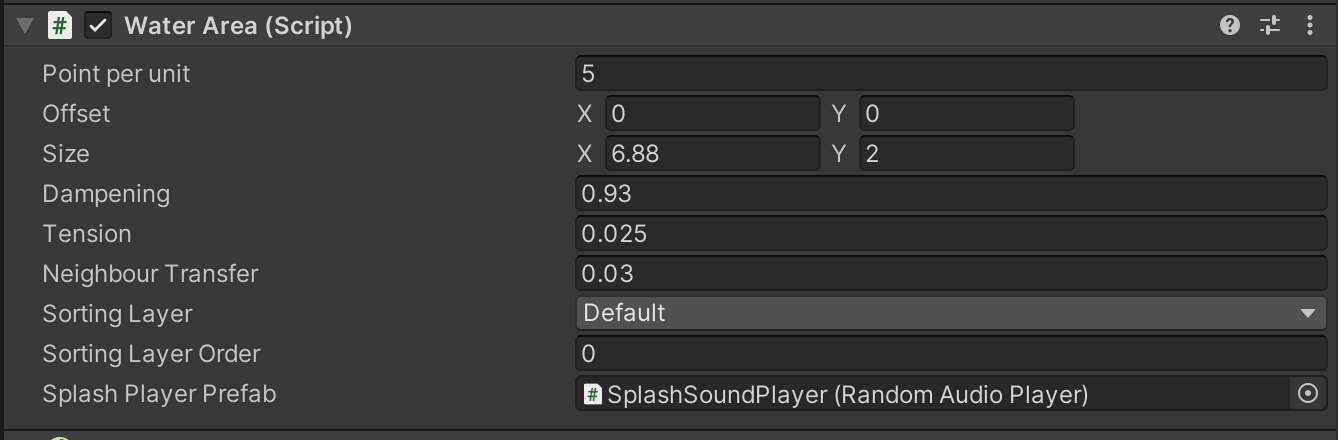 # Water Area (Script)
Point per unit 5
Offset X 0 Y 0
Size X 6.88 Y 2
Dampening 0.93
Tension 0.025
Neighbour Transfer 0.03
Sorting Layer Default
Sorting Layer Order 0
Splash Player Prefab # SplashSoundPlayer (Random Audio Player)